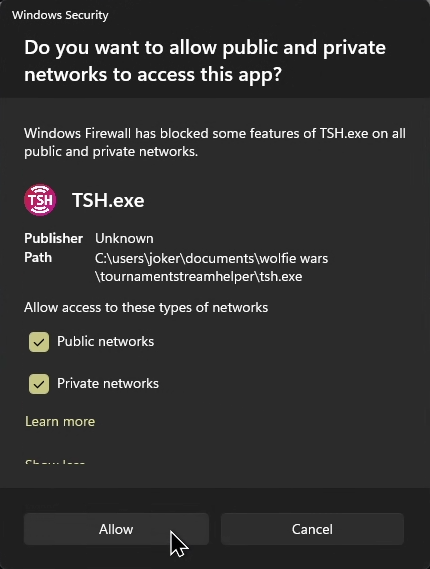 Windows Security
Do you want to allow public and private
networks to access this app?
Windows Firewall has blocked some features of TSH.exe on all
public and private networks.
TSH
TSH.exe
Publisher Unknown
Path C:\users\joker\documents\wolfie wars
\tournamentstreamhelper\tsh.exe
Allow access to these types of networks
Public networks
Private networks
Learn more
Show less
Allow
Cancel